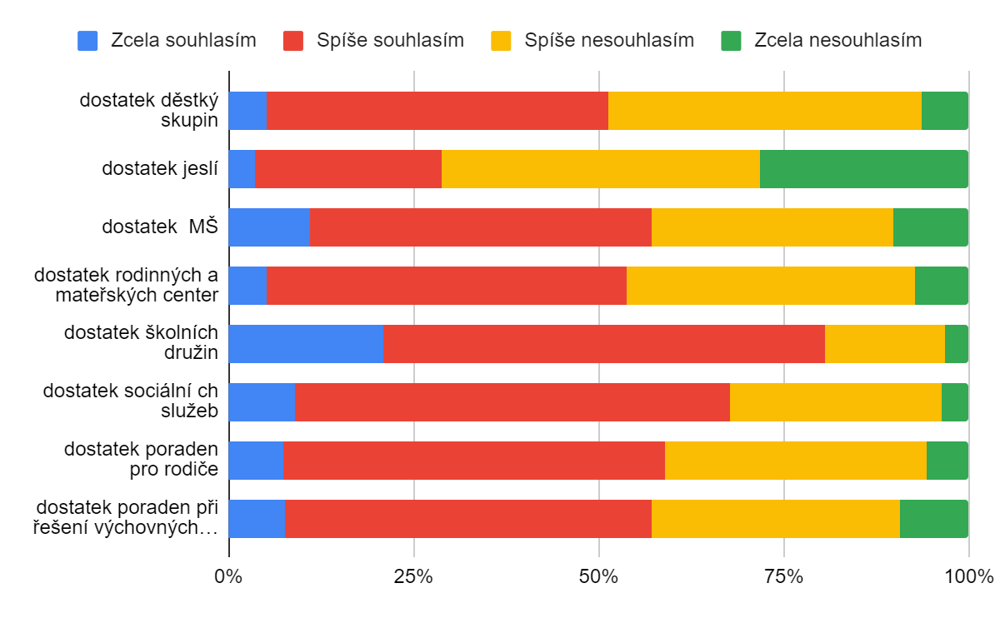 Zcela souhlasím Spíše souhlasím Spíše nesouhlasím Zcela nesouhlasím
dostatek děstký
skupin
dostatek jeslí
dostatek  MŠ
dostatek rodinných a
mateřských center
dostatek školních
družin
dostatek sociální ch
služeb
dostatek poraden
pro rodiče
dostatek poraden při
řešení výchovných…
0% 25% 50% 75% 100%